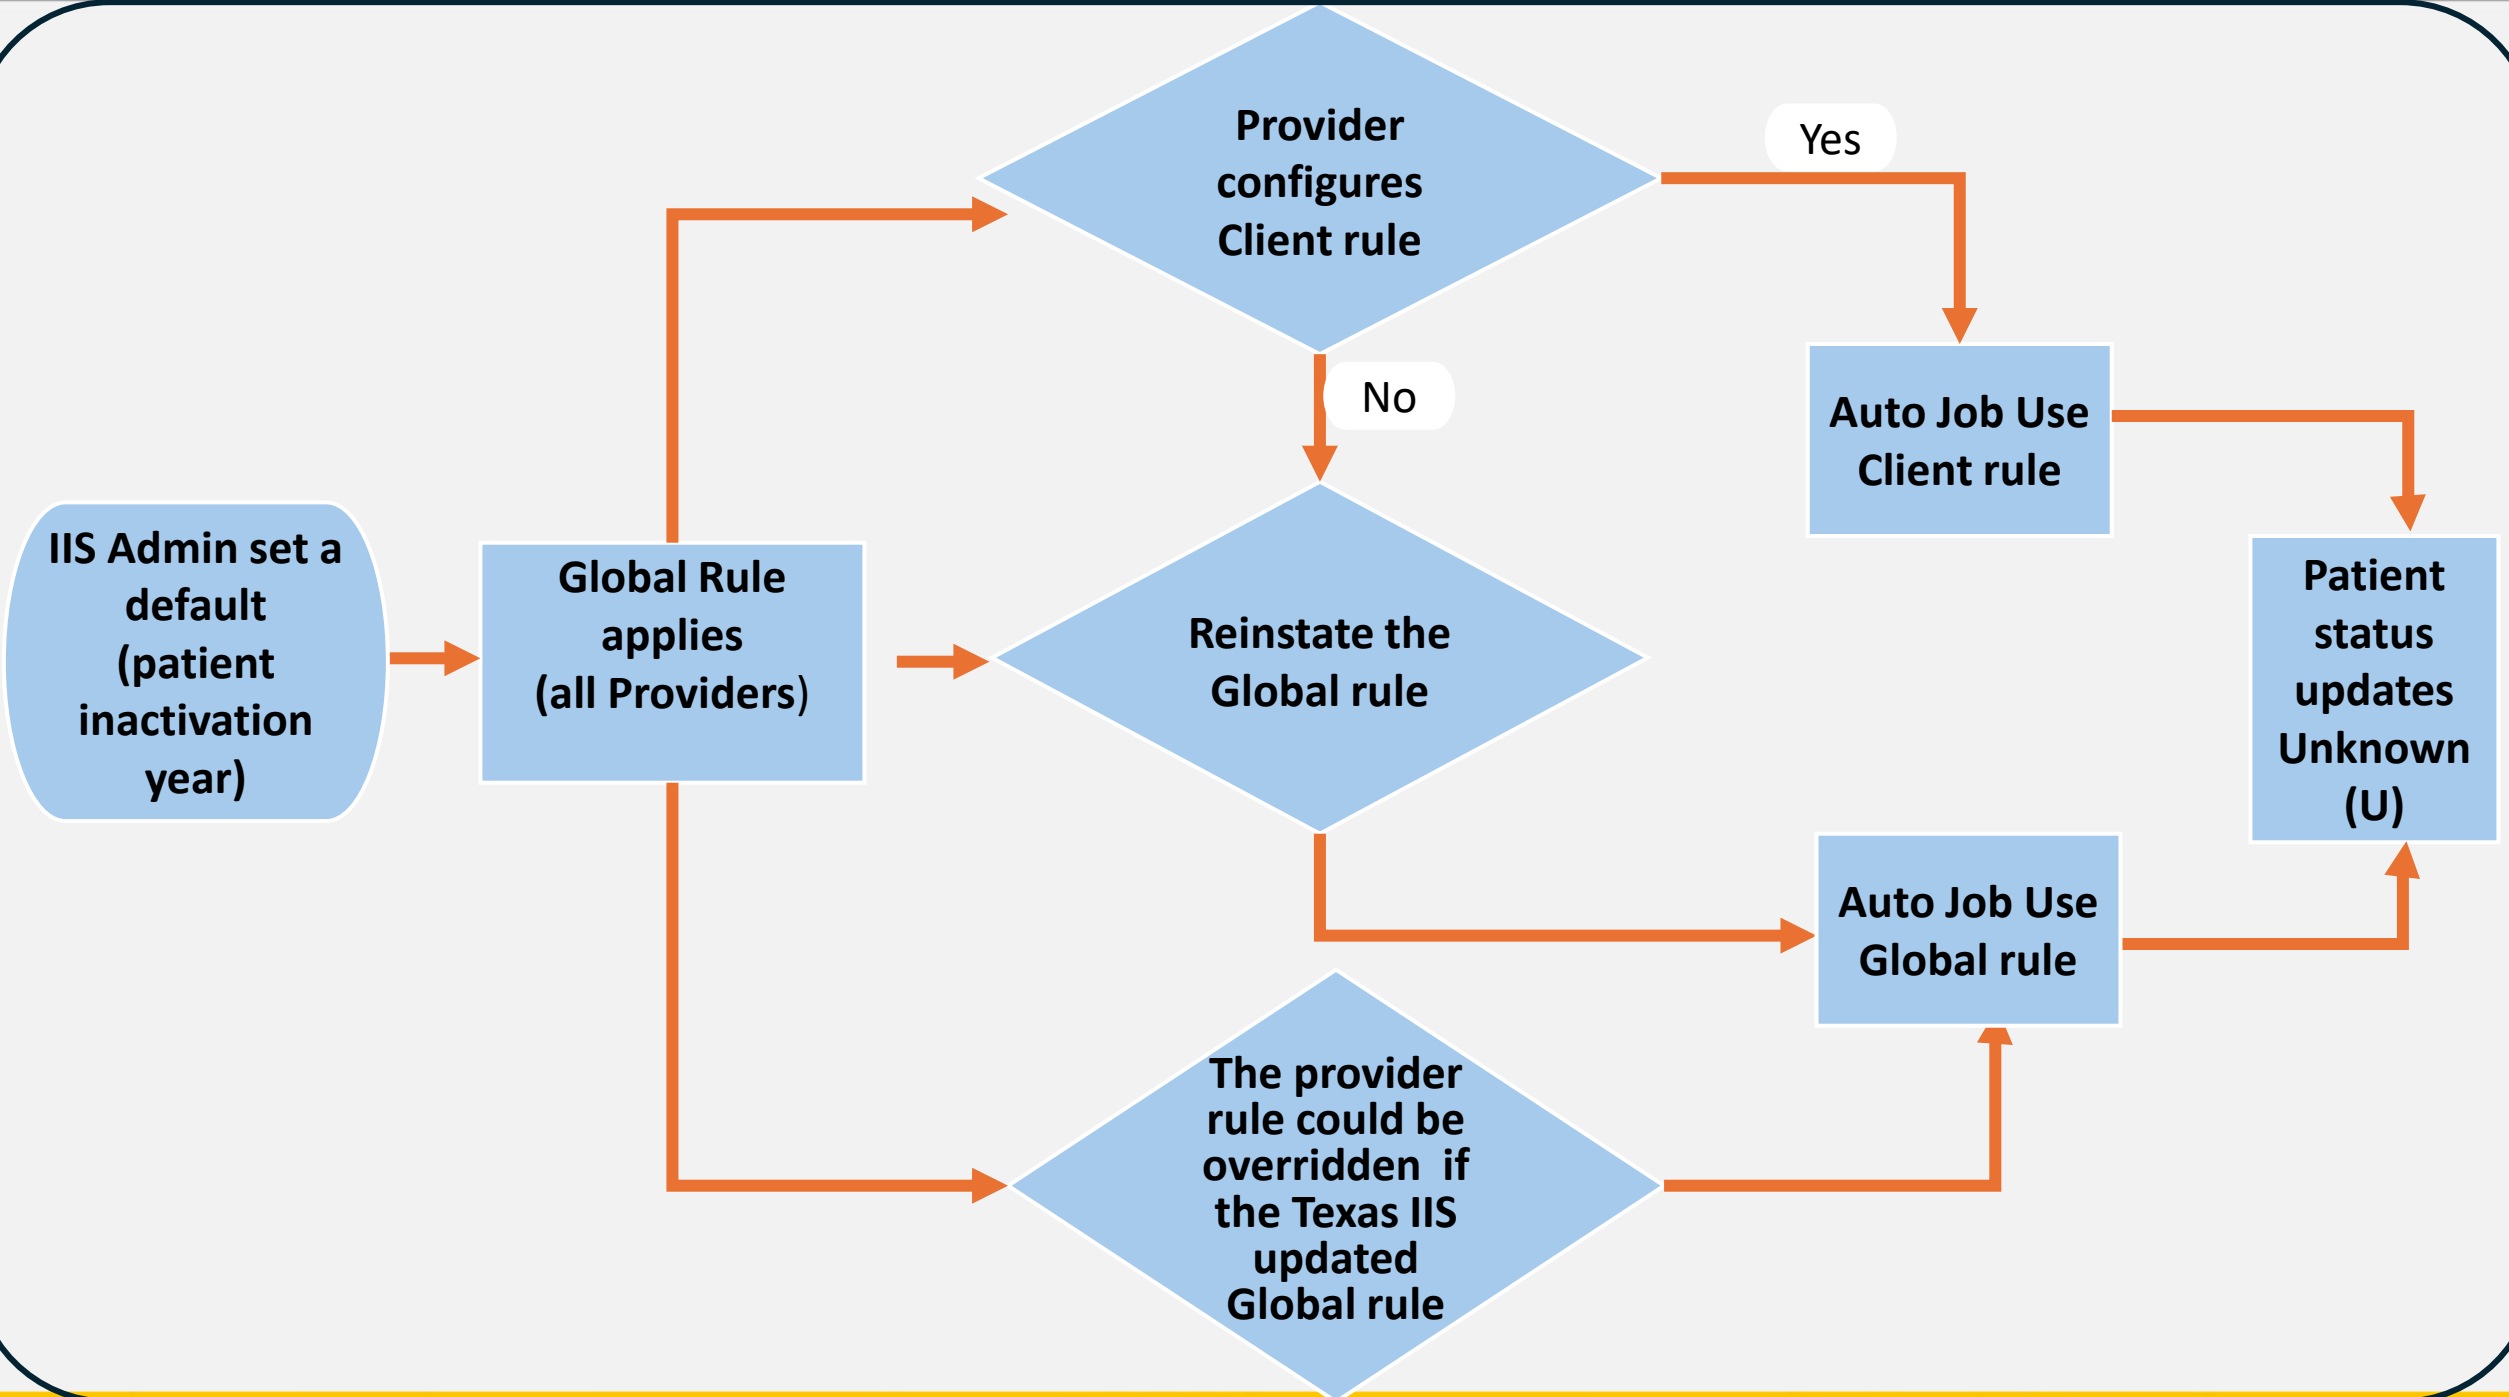 IIS Admin set a
default
(patient
inactivation
year)
Global Rule
applies
(all Providers)
Provider
configures
Client rule
Yes
No
Reinstate the
Global rule
The provider
rule could be
overridden  if
the Texas IIS
updated
Global rule
Auto Job Use
Client rule
Auto Job Use
Global rule
Patient
status
updates
Unknown
(U)